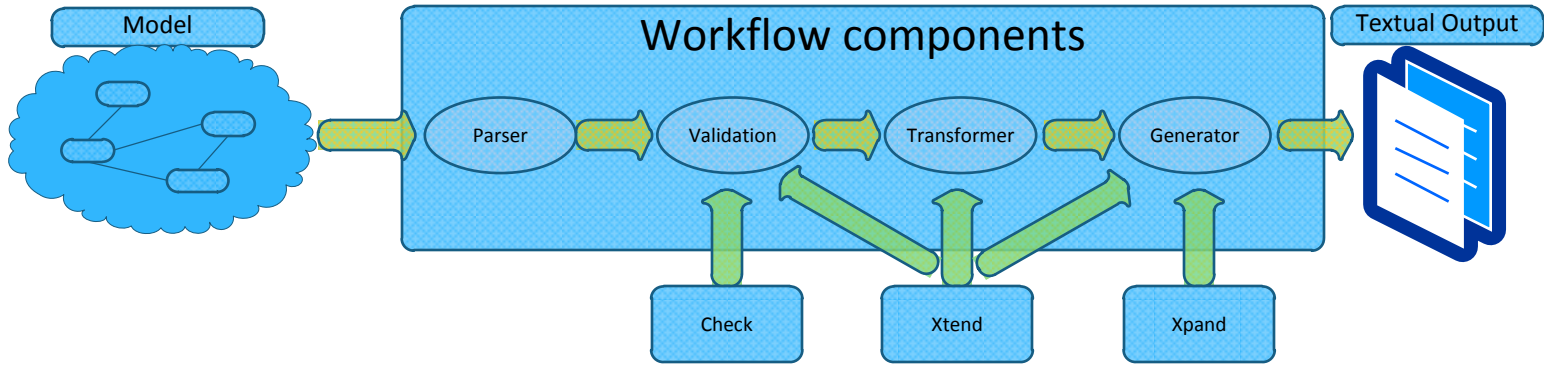 Model
Workflow components
Textual Output
Parser
Validation
Transformer
Generator
Check
Xtend
Xpand